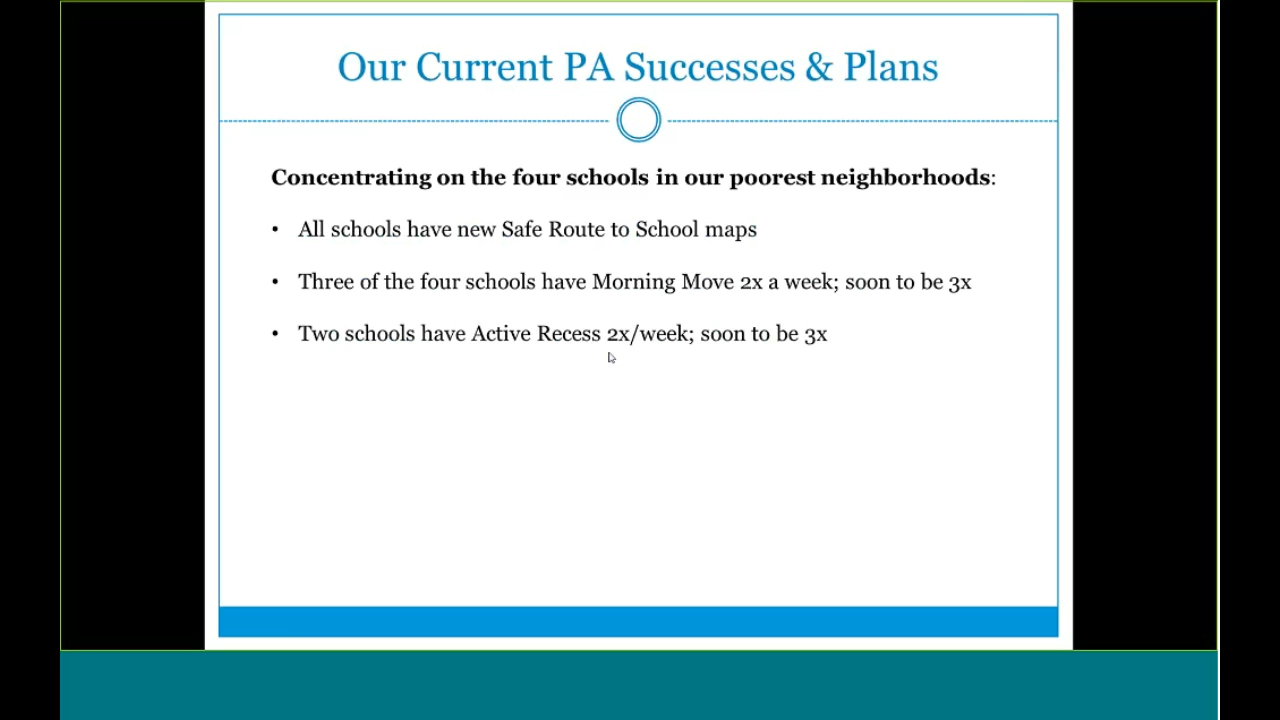 Our Current PA Successes & Plans
Concentrating on the four schools in our poorest neighborhoods:
• All schools have new Safe Route to School maps
• Three of the four schools have Morning Move 2x a week; soon to be 3x
• Two schools have Active Recess 2x/week; soon to be 3x